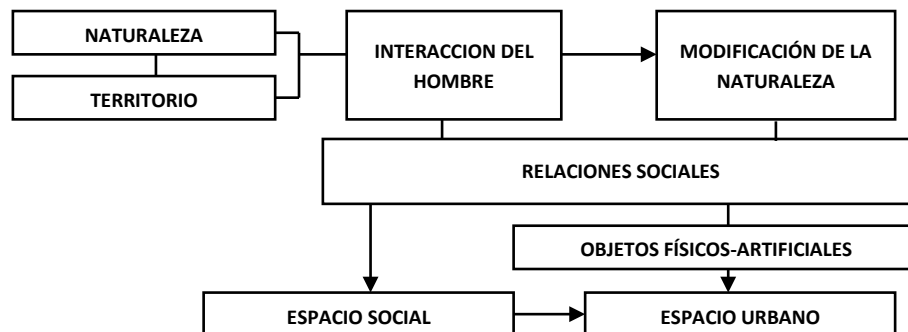 NATURALEZA
TERRITORIO
INTERACCION DEL
HOMBRE
MODIFICACIÓN DE LA
NATURALEZA
RELACIONES SOCIALES
OBJETOS FÍSICOS-ARTIFICIALES
ESPACIO SOCIAL
ESPACIO URBANO